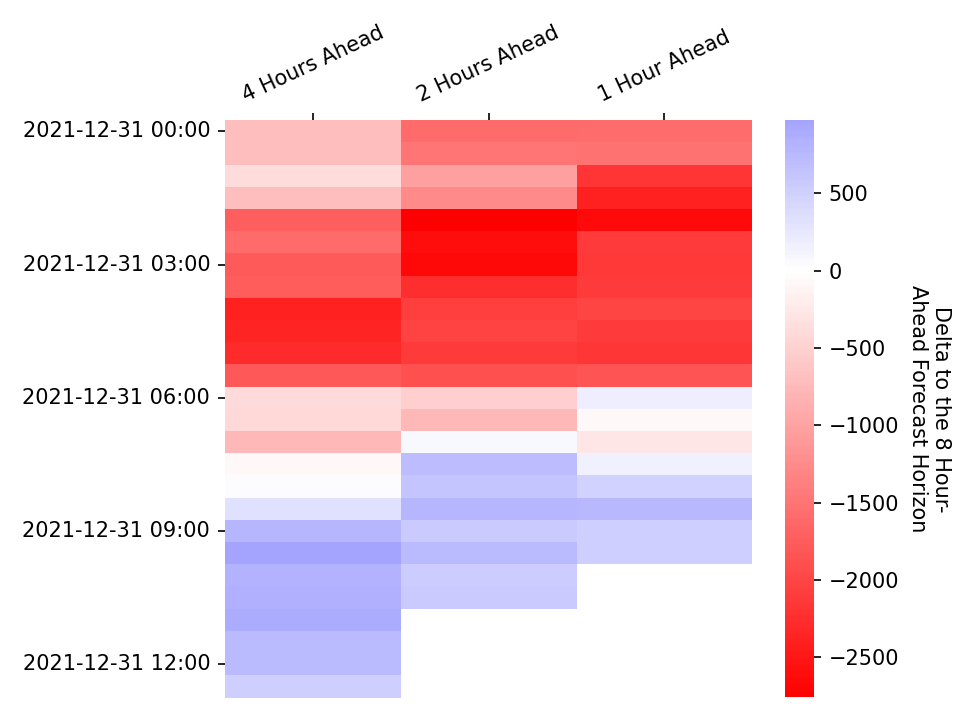 4 Hours Ahead
2 Hours Ahead
1 Hour Ahead
2021-12-31 00:00
2021-12-31 03:00
2021-12-31 06:00
2021-12-31 09:00
2021-12-31 12:00
500
0
−500
−1000
−1500
−2000
−2500
Delta to the 8 Hour-
Ahead Forecast Horizon